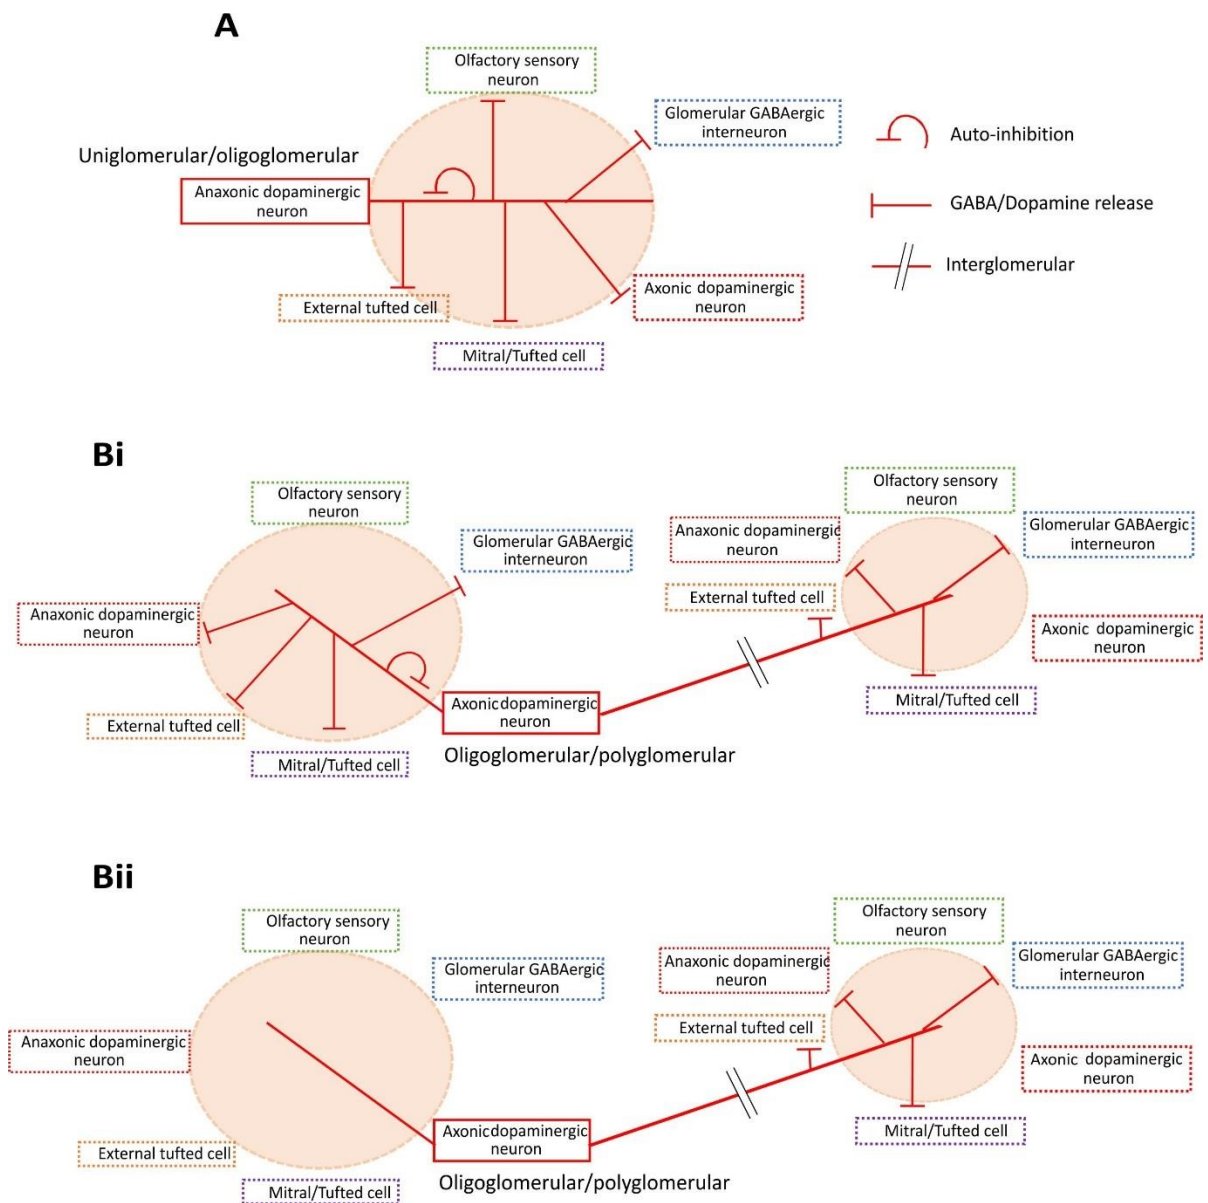 A
Olfactory sensory
neuron
Glomerular GABAergic
interneuron
Auto-inhibition
Uniglomerular/oligoglomerular
Anaxonic dopaminergic
neuron
GABA/Dopamine release
Interglomerular
External tufted cell
Axonic dopaminergic
neuron
Mitral/Tufted cell
Bi
Olfactory sensory
neuron
Glomerular GABAergic
interneuron
Anaxonic dopaminergic
neuron
External tufted cell
Mitral/Tufted cell
Axonicdopaminergic
neuron
Oligoglomerular/polyglomerular
Olfactory sensory
neuron
Anaxonic dopaminergic
neuron
Glomerular GABAergic
interneuron
External tufted cell
Axonic dopaminergic
neuron
Mitral/Tufted cell
Bii
Olfactory sensory
neuron
Glomerular GABAergic
interneuron
Anaxonic dopaminergic
neuron
External tufted cell
Mitral/Tufted cell
Axonicdopaminergic
neuron
Oligoglomerular/polyglomerular
Olfactory sensory
neuron
Anaxonic dopaminergic
neuron
Glomerular GABAergic
interneuron
External tufted cell
Axonic dopaminergic
neuron
Mitral/Tufted cell